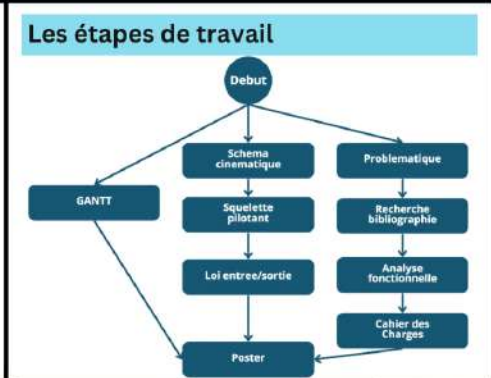 Les étapes de travail
Debut
Schema
cinematique
Problematique
GANTT
Squelette
pilotant
Recherche
bibliographie
Loi entree/sortie
Analyse
fonctionnelle
Cahier des
Charges
Poster